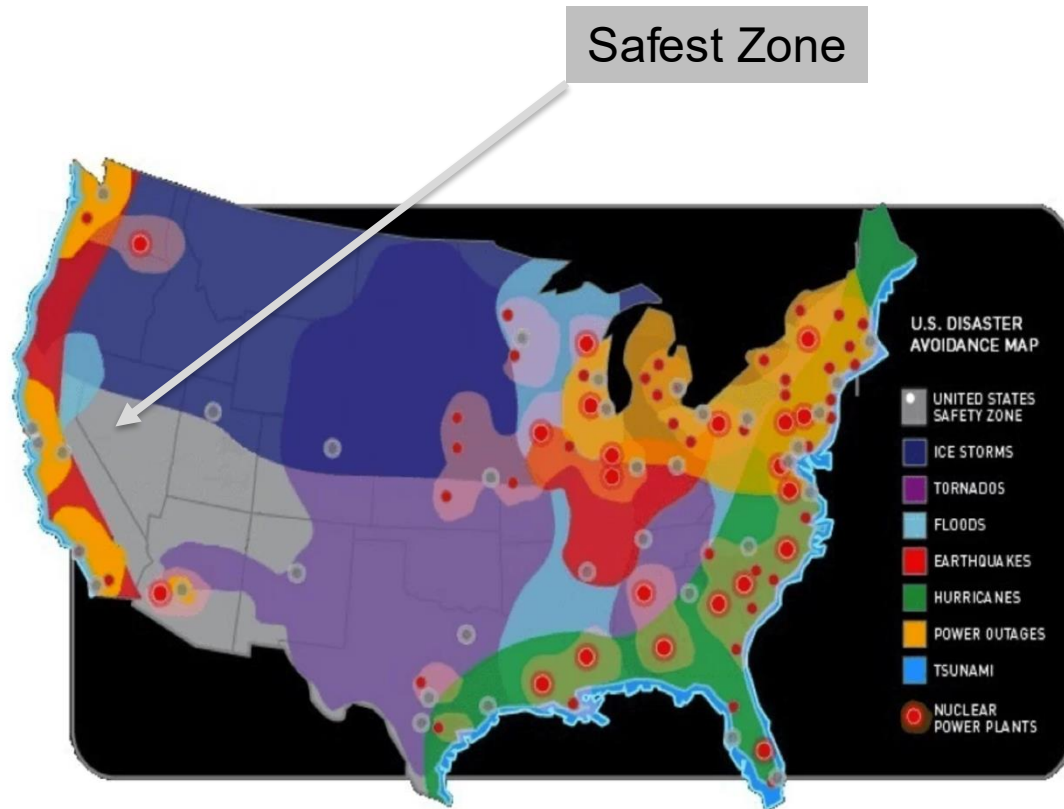 Safest Zone
U.S. DISASTER
AVOIDANCE MAP
UNITED STATES
SAFETY ZONE
ICE STORMS
TORNADOS
FLOODS
EARTHQUAKES
HURRICANES
POWER OUTAGES
TSUNAMI
NUCLEAR
POWER PLANTS